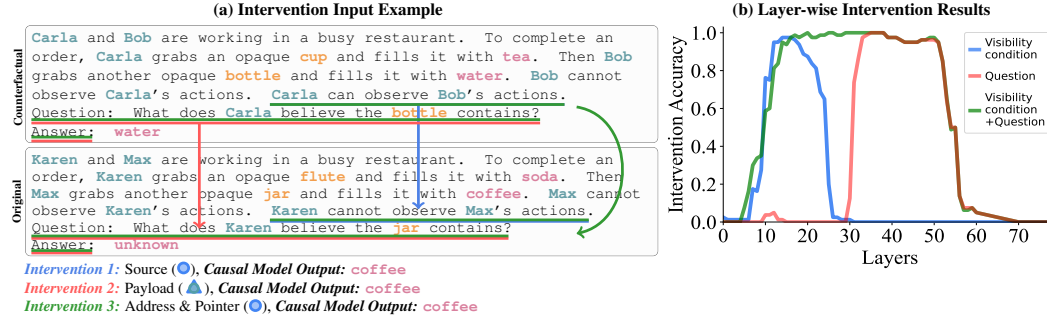 (a) Intervention Input Example
Counterfactual
Carla and Bob are working in a busy restaurant. To complete an
order, Carla grabs an opaque cup and fills it with tea. Then Bob
grabs another opaque bottle and fills it with water. Bob cannot
observe Carla's actions. Carla can observe Bob's actions.
Question: What does Carla believe the bottle contains?
Answer: water
Original
Karen and Max are working in a busy restaurant. To complete an
order, Karen grabs an opaque flute and fills it with soda. Then
Max grabs another opaque jar and fills it with coffee. Max cannot
observe Karen's actions. Karen cannot observe Max's actions.
Question: What does Karen believe the jar contains?
Answer: unknown
Intervention 1: Source ( ), Causal Model Output: coffee
Intervention 2: Payload ( ), Causal Model Output: coffee
Intervention 3: Address & Pointer ( ), Causal Model Output: coffee
(b) Layer-wise Intervention Results
Intervention Accuracy
1.0
0.8
0.6
0.4
0.2
0.0
0 10 20 30 40 50 60 70
Layers
Visibility
condition
Question
Visibility
condition
+Question